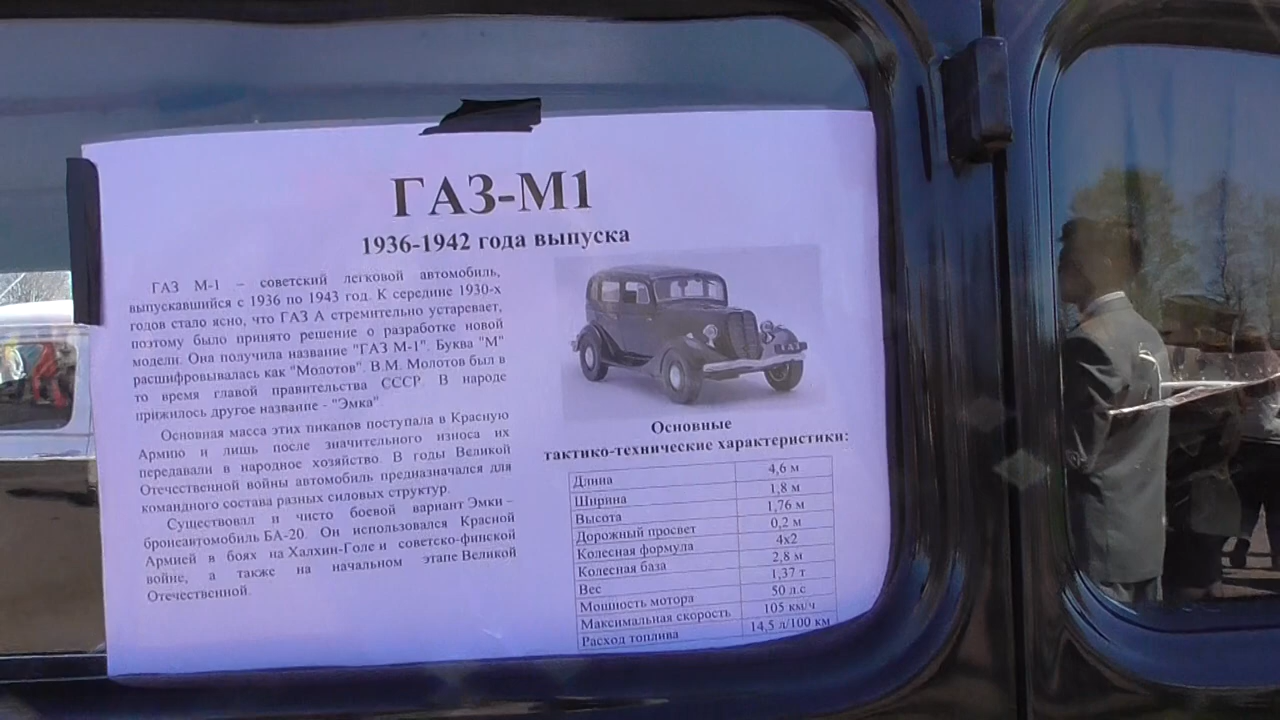 ГАЗ-М1
1936-1942 года выпуска
ГАЗ М-1 – советский легковой автомобиль,
выпускавшийся с 1936 по 1943 год. К середине 1930-х
годов стало ясно, что ГАЗ А стремительно устаревает,
поэтому было принято решение о разработке новой
модели. Она получила название "ГАЗ М-1". Буква "М"
расшифровывалась как "Молотов". В.М. Молотов был в
то время главой правительства СССР. В народе
прижилось другое название - "Эмка"
Основная масса этих пикапов поступала в Красную
Армию и лишь после значительного износа их
передавали в народное хозяйство. В годы Великой
Отечественной войны автомобиль предназначался для
командного состава разных силовых структур.
Существовал и чисто боевой вариант Эмки –
бронеавтомобиль БА-20. Он использовался Красной
Армией в боях на Халхин-Голе и советско-финской
войне, а также на начальном этапе Великой
Отечественной.
Основные
тактико-технические характеристики:
Длина 4,6 м
Ширина 1,8 м
Высота 1,76 м
Дорожный просвет 0,2 м
Колесная формула 4х2
Колесная база 2,8 м
Вес 1,37 т
Мощность мотора 50 л.с
Максимальная скорость 105 км/ч
Расход топлива 14,5 л/100 км